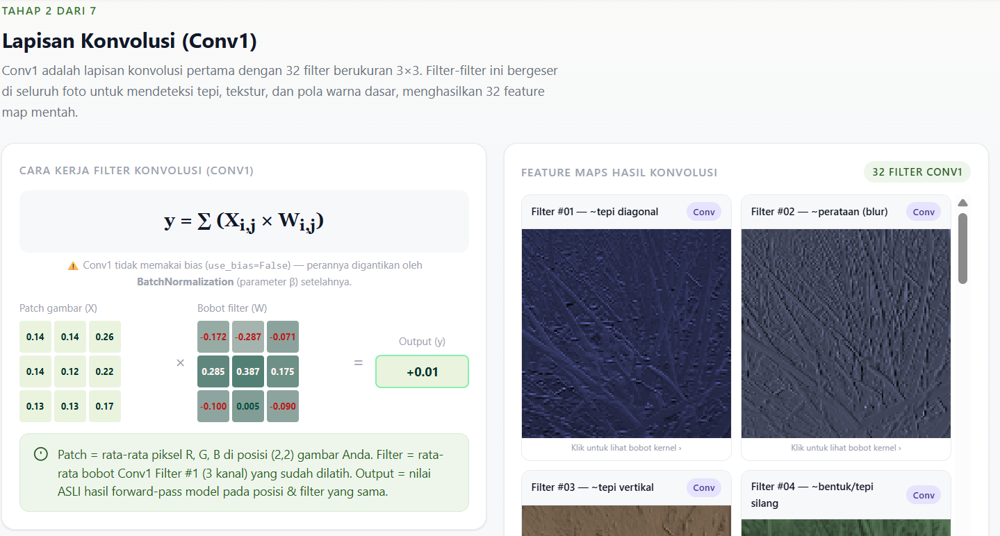 TAHAP 2 DARI 7
Lapisan Konvolusi (Conv1)
Conv1 adalah lapisan konvolusi pertama dengan 32 filter berukuran 3×3. Filter-filter ini bergeser
di seluruh foto untuk mendeteksi tepi, tekstur, dan pola warna dasar, menghasilkan 32 feature
map mentah.
CARA KERJA FILTER KONVOLUSI (CONV1)
y = ∑ (Xi,j × Wi,j)
⚠ Conv1 tidak memakai bias (use_bias=False) — perannya digantikan oleh
BatchNormalization (parameter β) setelahnya.
Patch gambar (X)
0.14 0.14 0.26
0.14 0.12 0.22
0.13 0.13 0.17
×
Bobot filter (W)
-0.172 -0.287 -0.071
0.285 0.387 0.175
-0.100 0.005 -0.090
=
Output (y)
+0.01
Patch = rata-rata piksel R, G, B di posisi (2,2) gambar Anda. Filter = rata-
rata bobot Conv1 Filter #1 (3 kanal) yang sudah dilatih. Output = nilai
ASLI hasil forward-pass model pada posisi & filter yang sama.
FEATURE MAPS HASIL KONVOLUSI
32 FILTER CONV1
Filter #01 — ~tepi diagonal
Conv
Klik untuk lihat bobot kernel ›
Filter #02 — ~perataan (blur)
Conv
Klik untuk lihat bobot kernel ›
Filter #03 — ~tepi vertikal
Conv
Filter #04 — ~bentuk/tepi
silang
Conv